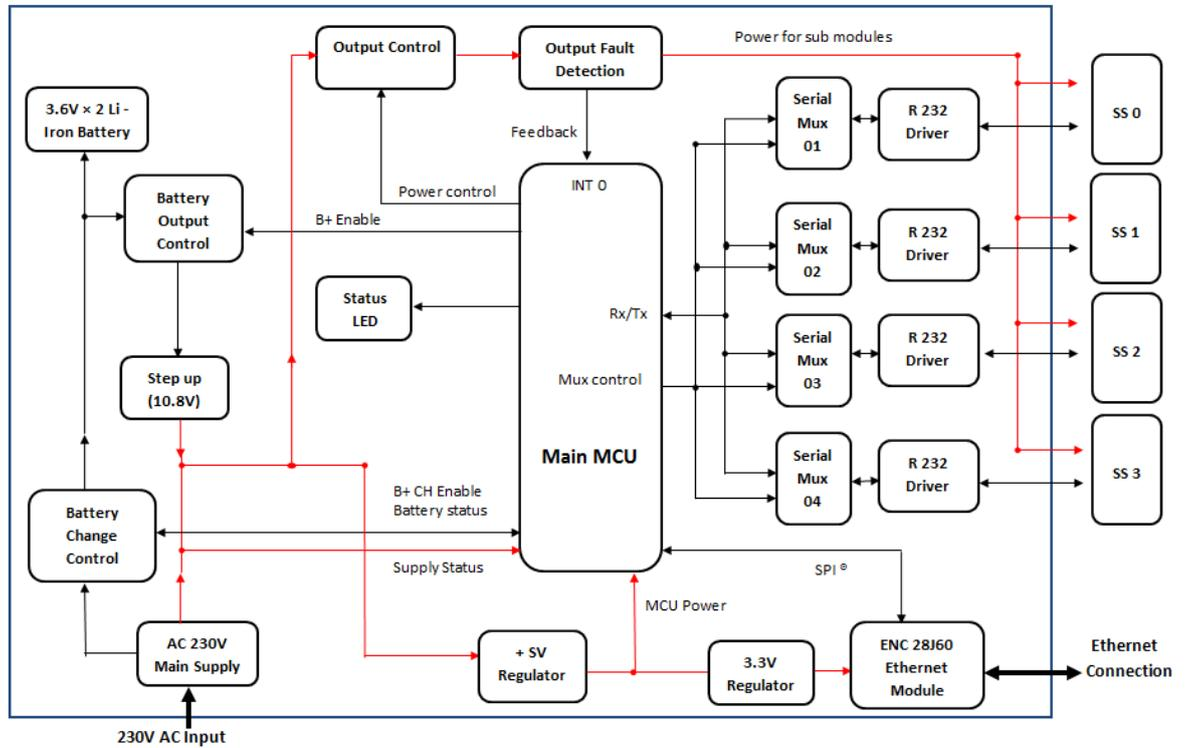 Output Control
Output Fault
Detection
Power for sub modules
3.6V × 2 Li -
Iron Battery
Serial
Mux
01
R 232
Driver
SS 0
Feedback
Battery
Output
Control
Power control
INT 0
B+ Enable
Serial
Mux
02
R 232
Driver
SS 1
Status
LED
Rx/Tx
Serial
Mux
03
R 232
Driver
SS 2
Step up
(10.8V)
Mux control
Main MCU
Serial
Mux
04
R 232
Driver
SS 3
Battery
Change
Control
B+ CH Enable
Battery status
Supply Status
SPI ®
MCU Power
AC 230V
Main Supply
+ SV
Regulator
3.3V
Regulator
ENC 28J60
Ethernet
Module
Ethernet
Connection
230V AC Input